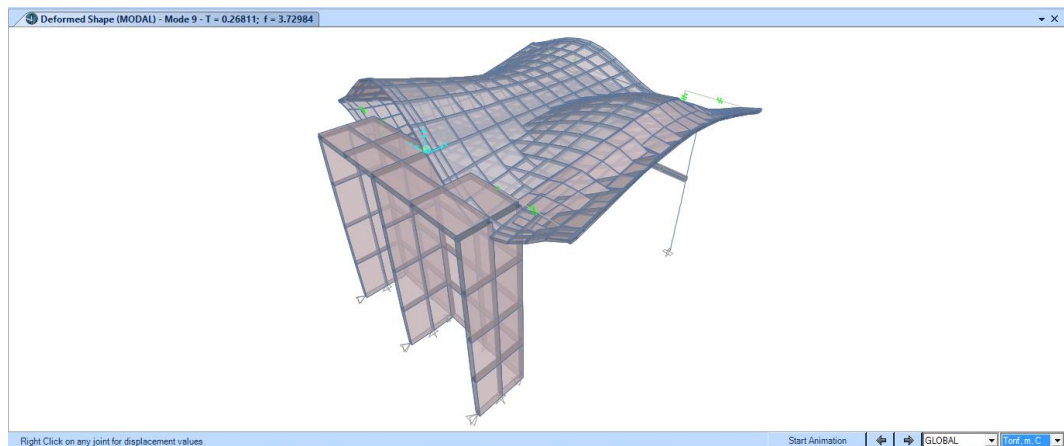 Deformed Shape (MODAL) - Mode 9 - T = 0.26811; f = 3.72984
Right Click on any joint for displacement values
Start Animation
GLOBAL
Tonf, m, C